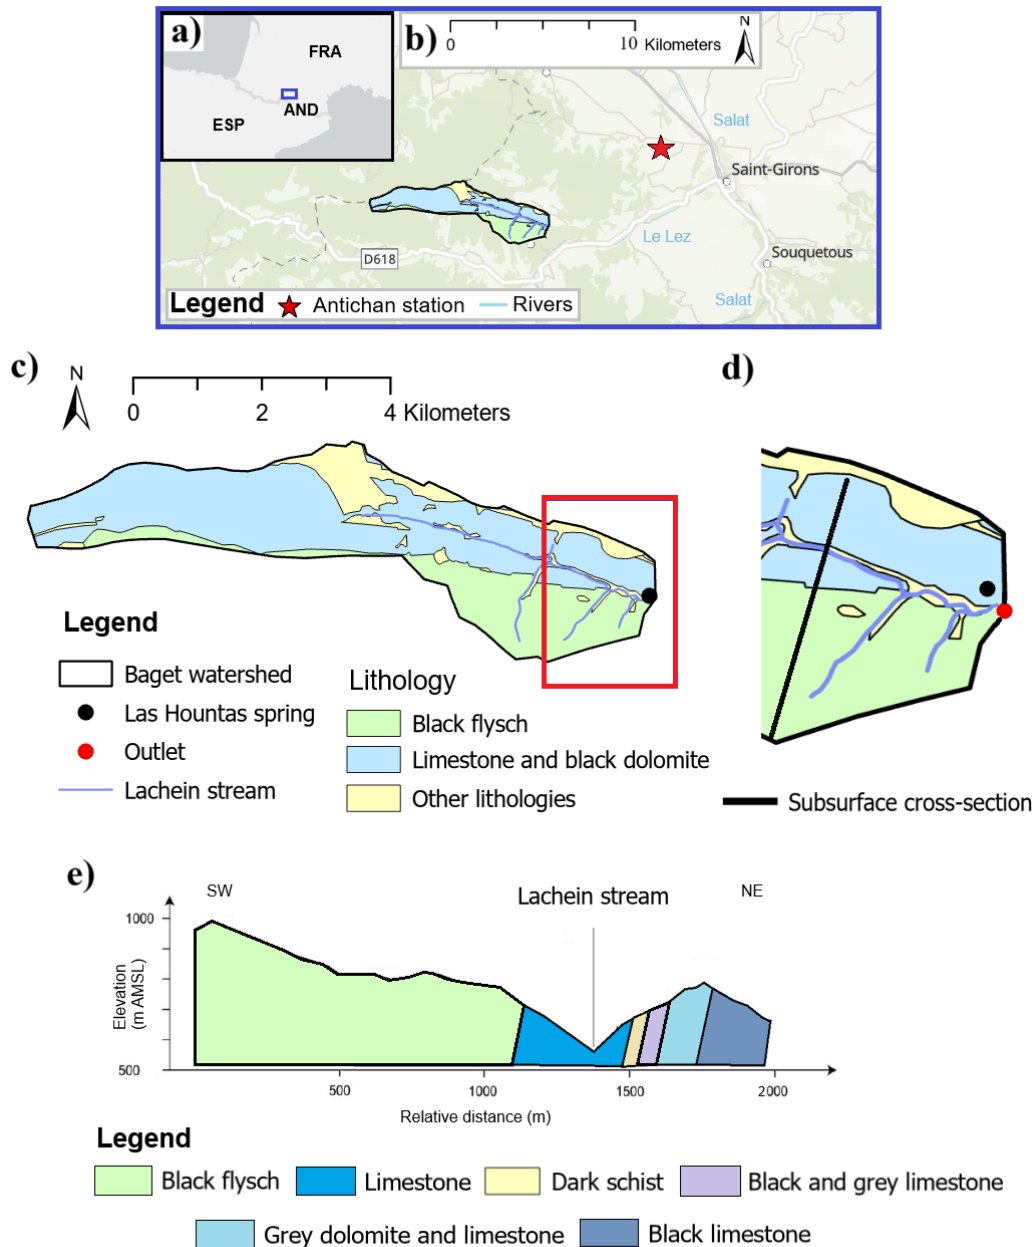 a)
FRA
AND
ESP
b)
0 10 Kilometers
N
Salat
Saint-Girons
Le Lez
Souquetous
D618
Salat
Legend Antichan station Rivers
c)
N
0 2 4 Kilometers
d)
Legend
Baget watershed
Las Hountas spring
Outlet
Lachein stream
Lithology
Black flysch
Limestone and black dolomite
Other lithologies
Subsurface cross-section
e)
SW
Lachein stream
NE
1000
500
Elevation
(m AMSL)
500 1000 1500 2000
Relative distance (m)
Legend
Black flysch Limestone Dark schist Black and grey limestone
Grey dolomite and limestone Black limestone